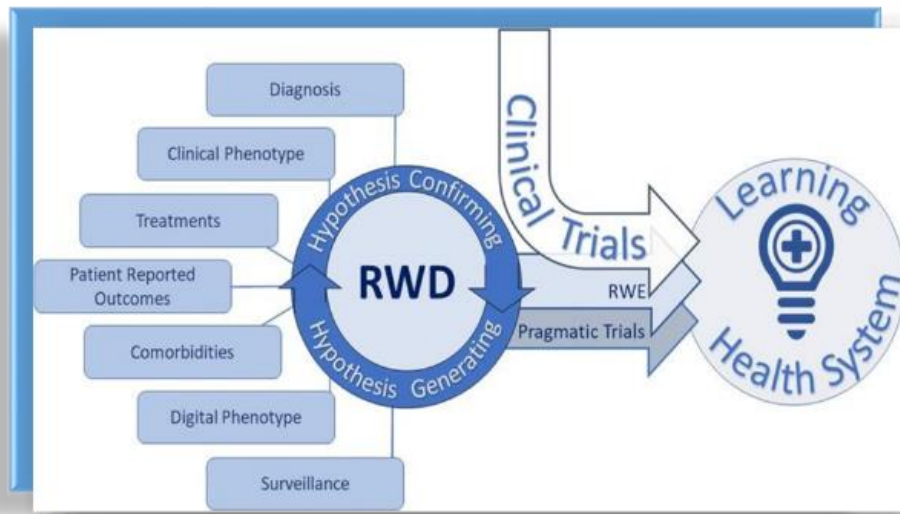 Diagnosis
Clinical Phenotype
Treatments
Patient Reported
Outcomes
Comorbidities
Digital Phenotype
Surveillance
Hypothesis Confirming
RWD
Hypothesis Generating
Clinical Trials
RWE
Pragmatic Trials
Learning
Health System